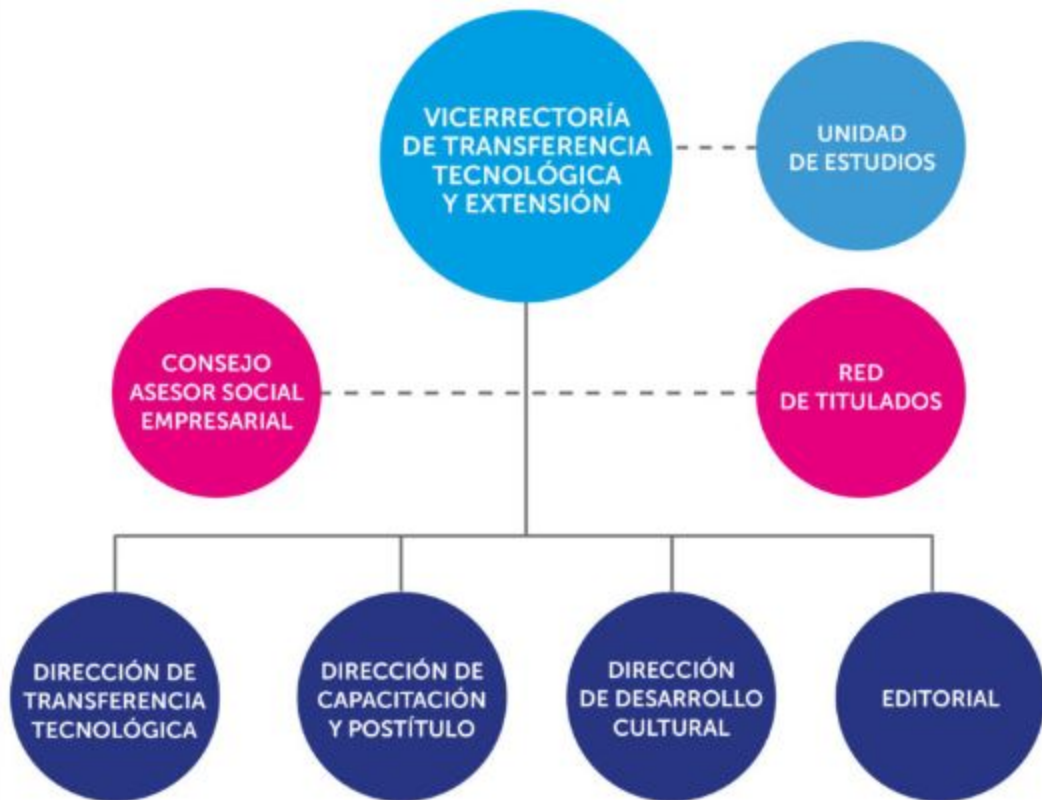 VICERRECTORÍA
DE TRANSFERENCIA
TECNOLÓGICA
Y EXTENSIÓN
UNIDAD
DE ESTUDIOS
CONSEJO
ASESOR SOCIAL
EMPRESARIAL
RED
DE TITULADOS
DIRECCIÓN DE
TRANSFERENCIA
TECNOLÓGICA
DIRECCIÓN DE
CAPACITACIÓN
Y POSTÍTULO
DIRECCIÓN
DE DESARROLLO
CULTURAL
EDITORIAL